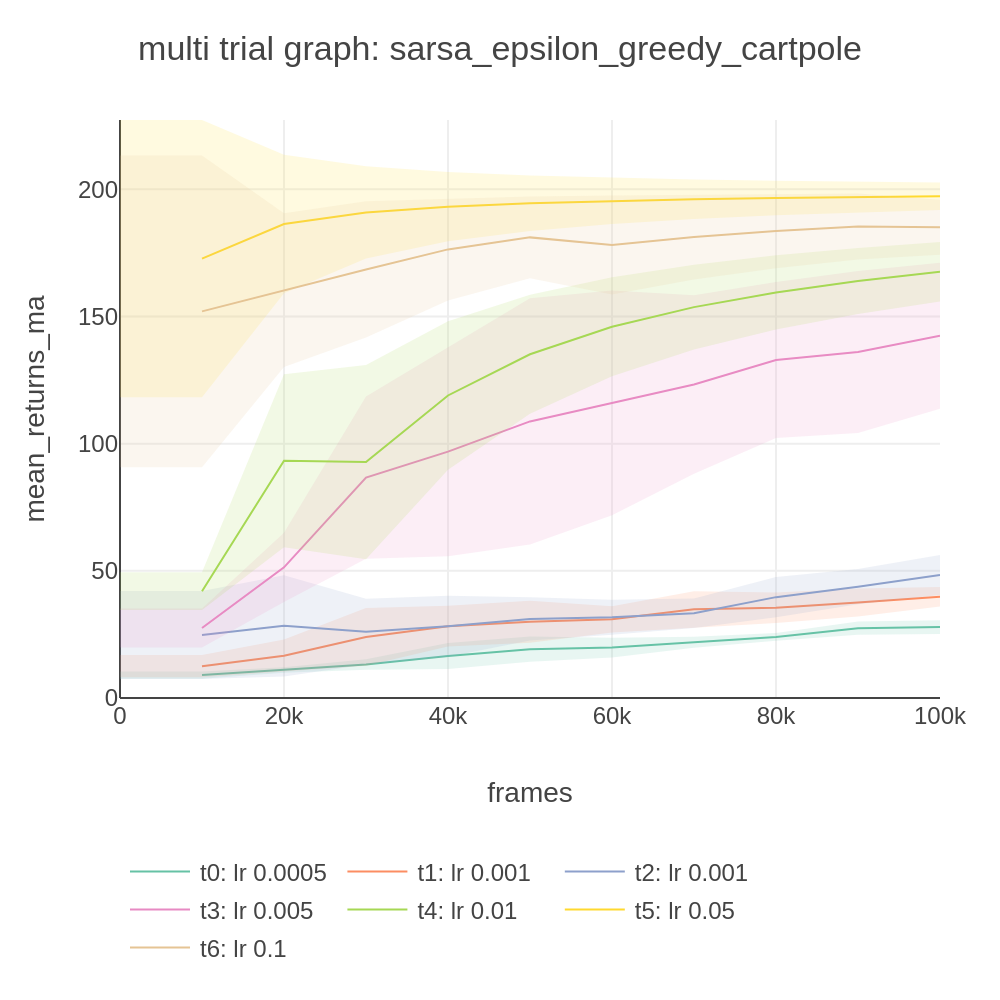 multi trial graph: sarsa_epsilon_greedy_cartpole
mean_returns_ma
200
150
100
50
0
0 20k 40k 60k 80k 100k
frames
t0: lr 0.0005 t1: lr 0.001 t2: lr 0.001
t3: lr 0.005 t4: lr 0.01 t5: lr 0.05
t6: lr 0.1